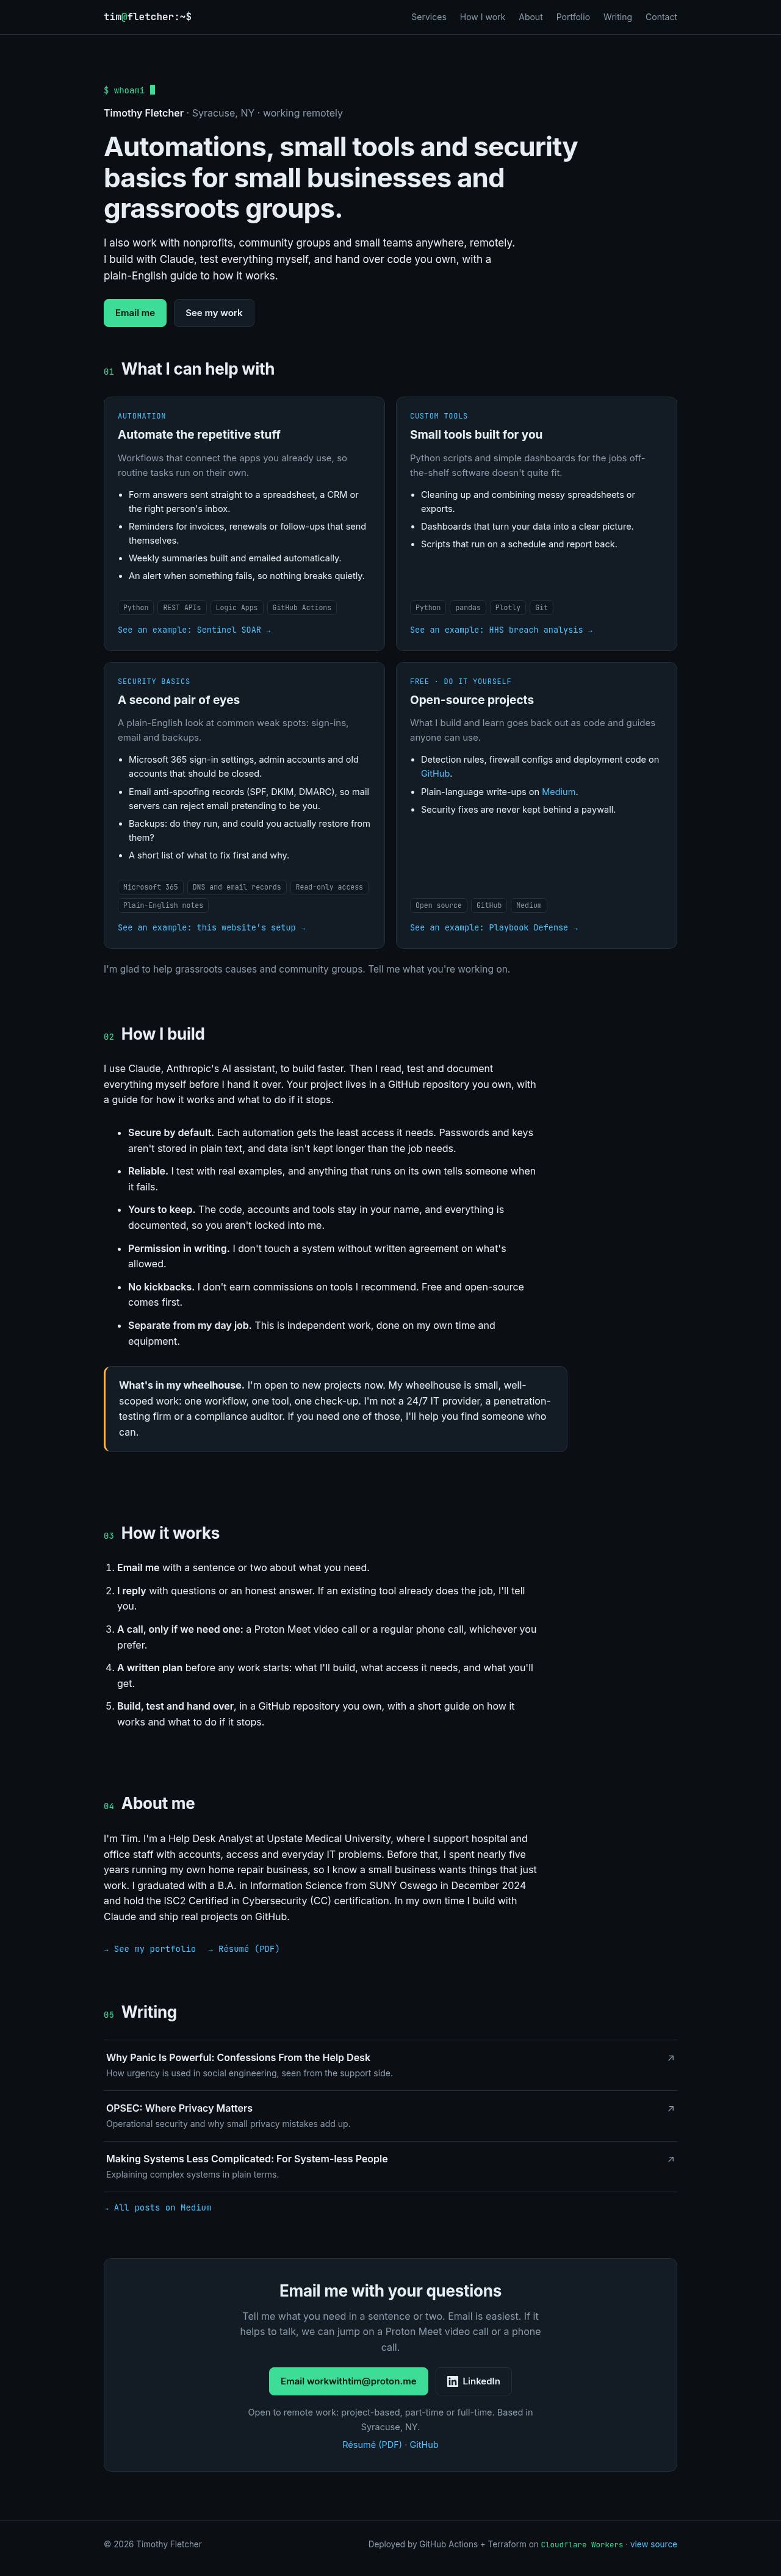 tim@fletcher:~$
Services How I work About Portfolio Writing Contact
$ whoami
Timothy Fletcher · Syracuse, NY · working remotely
Automations, small tools and security
basics for small businesses and
grassroots groups.
I also work with nonprofits, community groups and small teams anywhere, remotely.
I build with Claude, test everything myself, and hand over code you own, with a
plain-English guide to how it works.
Email me
See my work
01 What I can help with
AUTOMATION
Automate the repetitive stuff
Workflows that connect the apps you already use, so
routine tasks run on their own.
• Form answers sent straight to a spreadsheet, a CRM or
the right person's inbox.
• Reminders for invoices, renewals or follow-ups that send
themselves.
• Weekly summaries built and emailed automatically.
• An alert when something fails, so nothing breaks quietly.
Python REST APIs Logic Apps GitHub Actions
See an example: Sentinel SOAR →
CUSTOM TOOLS
Small tools built for you
Python scripts and simple dashboards for the jobs off-
the-shelf software doesn't quite fit.
• Cleaning up and combining messy spreadsheets or
exports.
• Dashboards that turn your data into a clear picture.
• Scripts that run on a schedule and report back.
Python pandas Plotly Git
See an example: HHS breach analysis →
SECURITY BASICS
A second pair of eyes
A plain-English look at common weak spots: sign-ins,
email and backups.
• Microsoft 365 sign-in settings, admin accounts and old
accounts that should be closed.
• Email anti-spoofing records (SPF, DKIM, DMARC), so mail
servers can reject email pretending to be you.
• Backups: do they run, and could you actually restore from
them?
• A short list of what to fix first and why.
Microsoft 365 DNS and email records Read-only access
Plain-English notes
See an example: this website's setup →
FREE · DO IT YOURSELF
Open-source projects
What I build and learn goes back out as code and guides
anyone can use.
• Detection rules, firewall configs and deployment code on
GitHub.
• Plain-language write-ups on Medium.
• Security fixes are never kept behind a paywall.
Open source GitHub Medium
See an example: Playbook Defense →
I'm glad to help grassroots causes and community groups. Tell me what you're working on.
02 How I build
I use Claude, Anthropic's AI assistant, to build faster. Then I read, test and document
everything myself before I hand it over. Your project lives in a GitHub repository you own, with
a guide for how it works and what to do if it stops.
• Secure by default. Each automation gets the least access it needs. Passwords and keys
aren't stored in plain text, and data isn't kept longer than the job needs.
• Reliable. I test with real examples, and anything that runs on its own tells someone when
it fails.
• Yours to keep. The code, accounts and tools stay in your name, and everything is
documented, so you aren't locked into me.
• Permission in writing. I don't touch a system without written agreement on what's
allowed.
• No kickbacks. I don't earn commissions on tools I recommend. Free and open-source
comes first.
• Separate from my day job. This is independent work, done on my own time and
equipment.
What's in my wheelhouse. I'm open to new projects now. My wheelhouse is small, well-
scoped work: one workflow, one tool, one check-up. I'm not a 24/7 IT provider, a penetration-
testing firm or a compliance auditor. If you need one of those, I'll help you find someone who
can.
03 How it works
1. Email me with a sentence or two about what you need.
2. I reply with questions or an honest answer. If an existing tool already does the job, I'll tell
you.
3. A call, only if we need one: a Proton Meet video call or a regular phone call, whichever you
prefer.
4. A written plan before any work starts: what I'll build, what access it needs, and what you'll
get.
5. Build, test and hand over, in a GitHub repository you own, with a short guide on how it
works and what to do if it stops.
04 About me
I'm Tim. I'm a Help Desk Analyst at Upstate Medical University, where I support hospital and
office staff with accounts, access and everyday IT problems. Before that, I spent nearly five
years running my own home repair business, so I know a small business wants things that just
work. I graduated with a B.A. in Information Science from SUNY Oswego in December 2024
and hold the ISC2 Certified in Cybersecurity (CC) certification. In my own time I build with
Claude and ship real projects on GitHub.
→ See my portfolio → Résumé (PDF)
05 Writing
Why Panic Is Powerful: Confessions From the Help Desk ↗
How urgency is used in social engineering, seen from the support side.
OPSEC: Where Privacy Matters ↗
Operational security and why small privacy mistakes add up.
Making Systems Less Complicated: For System-less People ↗
Explaining complex systems in plain terms.
→ All posts on Medium
Email me with your questions
Tell me what you need in a sentence or two. Email is easiest. If it
helps to talk, we can jump on a Proton Meet video call or a phone
call.
Email workwithtim@proton.me
LinkedIn
Open to remote work: project-based, part-time or full-time. Based in
Syracuse, NY.
Résumé (PDF) · GitHub
© 2026 Timothy Fletcher
Deployed by GitHub Actions + Terraform on Cloudflare Workers · view source